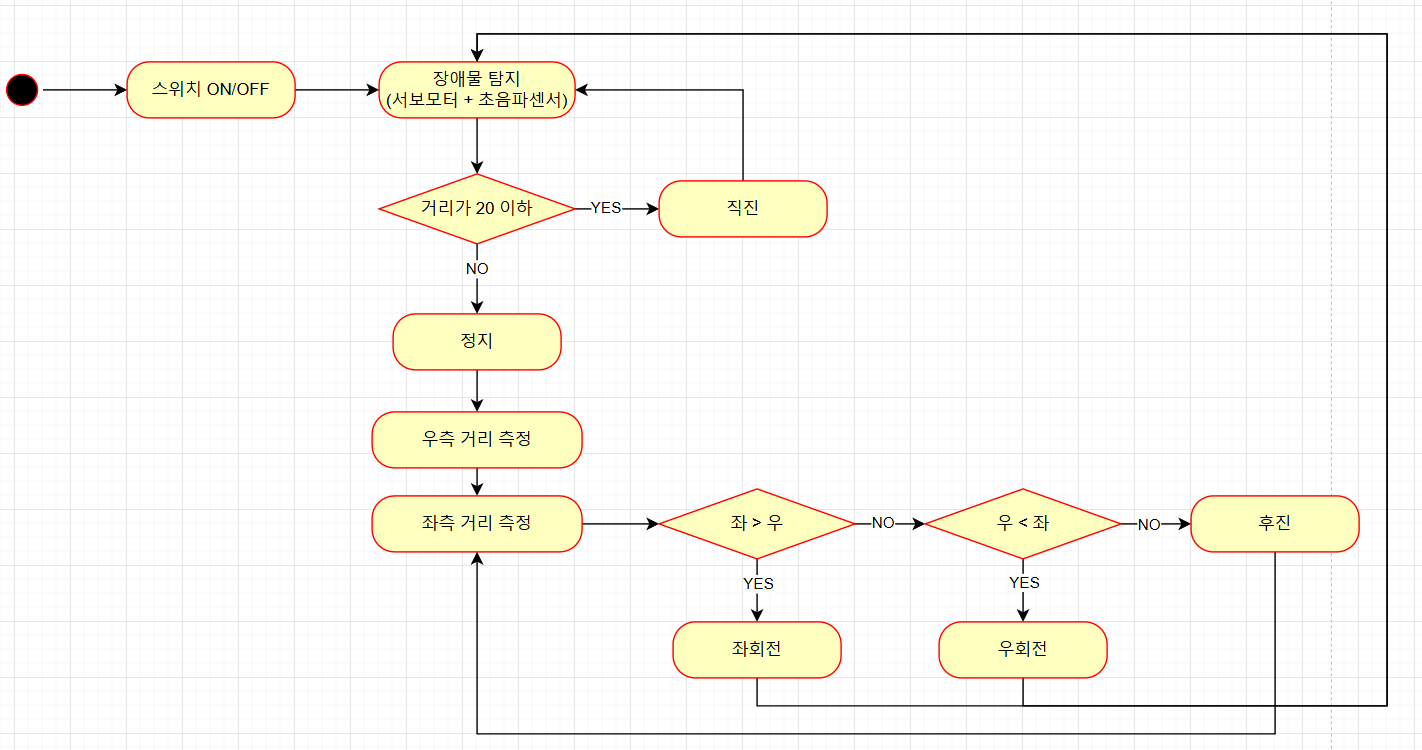 스위치 ON/OFF
장애물 탐지
(서보모터 + 초음파센서)
거리가 20 이하
YES
직진
NO
정지
우측 거리 측정
좌측 거리 측정
좌 > 우
NO
우 < 좌
NO
후진
YES
YES
좌회전
우회전